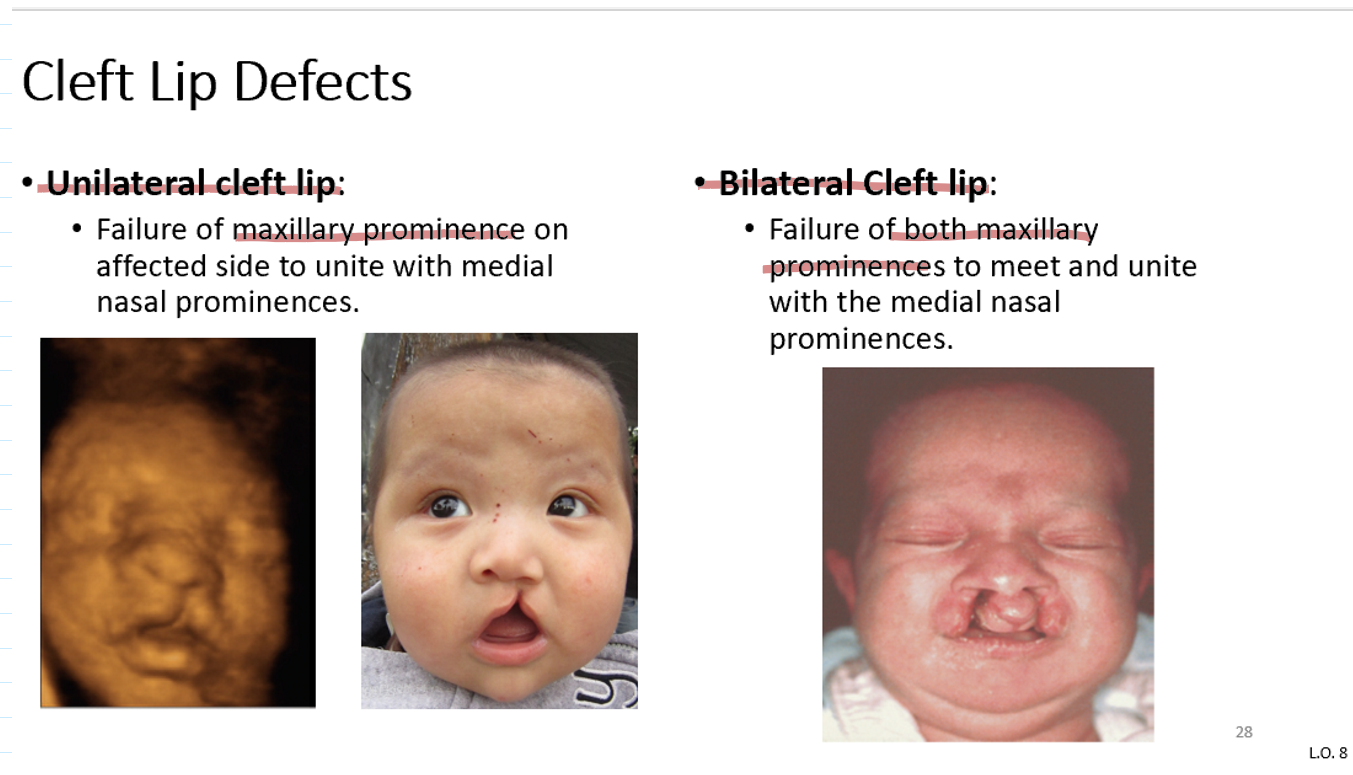 Cleft Lip Defects
• Unilateral cleft lip:
• Failure of maxillary prominence on
affected side to unite with medial
nasal prominences.
• Bilateral Cleft lip:
• Failure of both maxillary
prominences to meet and unite
with the medial nasal
prominences.
28
L.O. 8